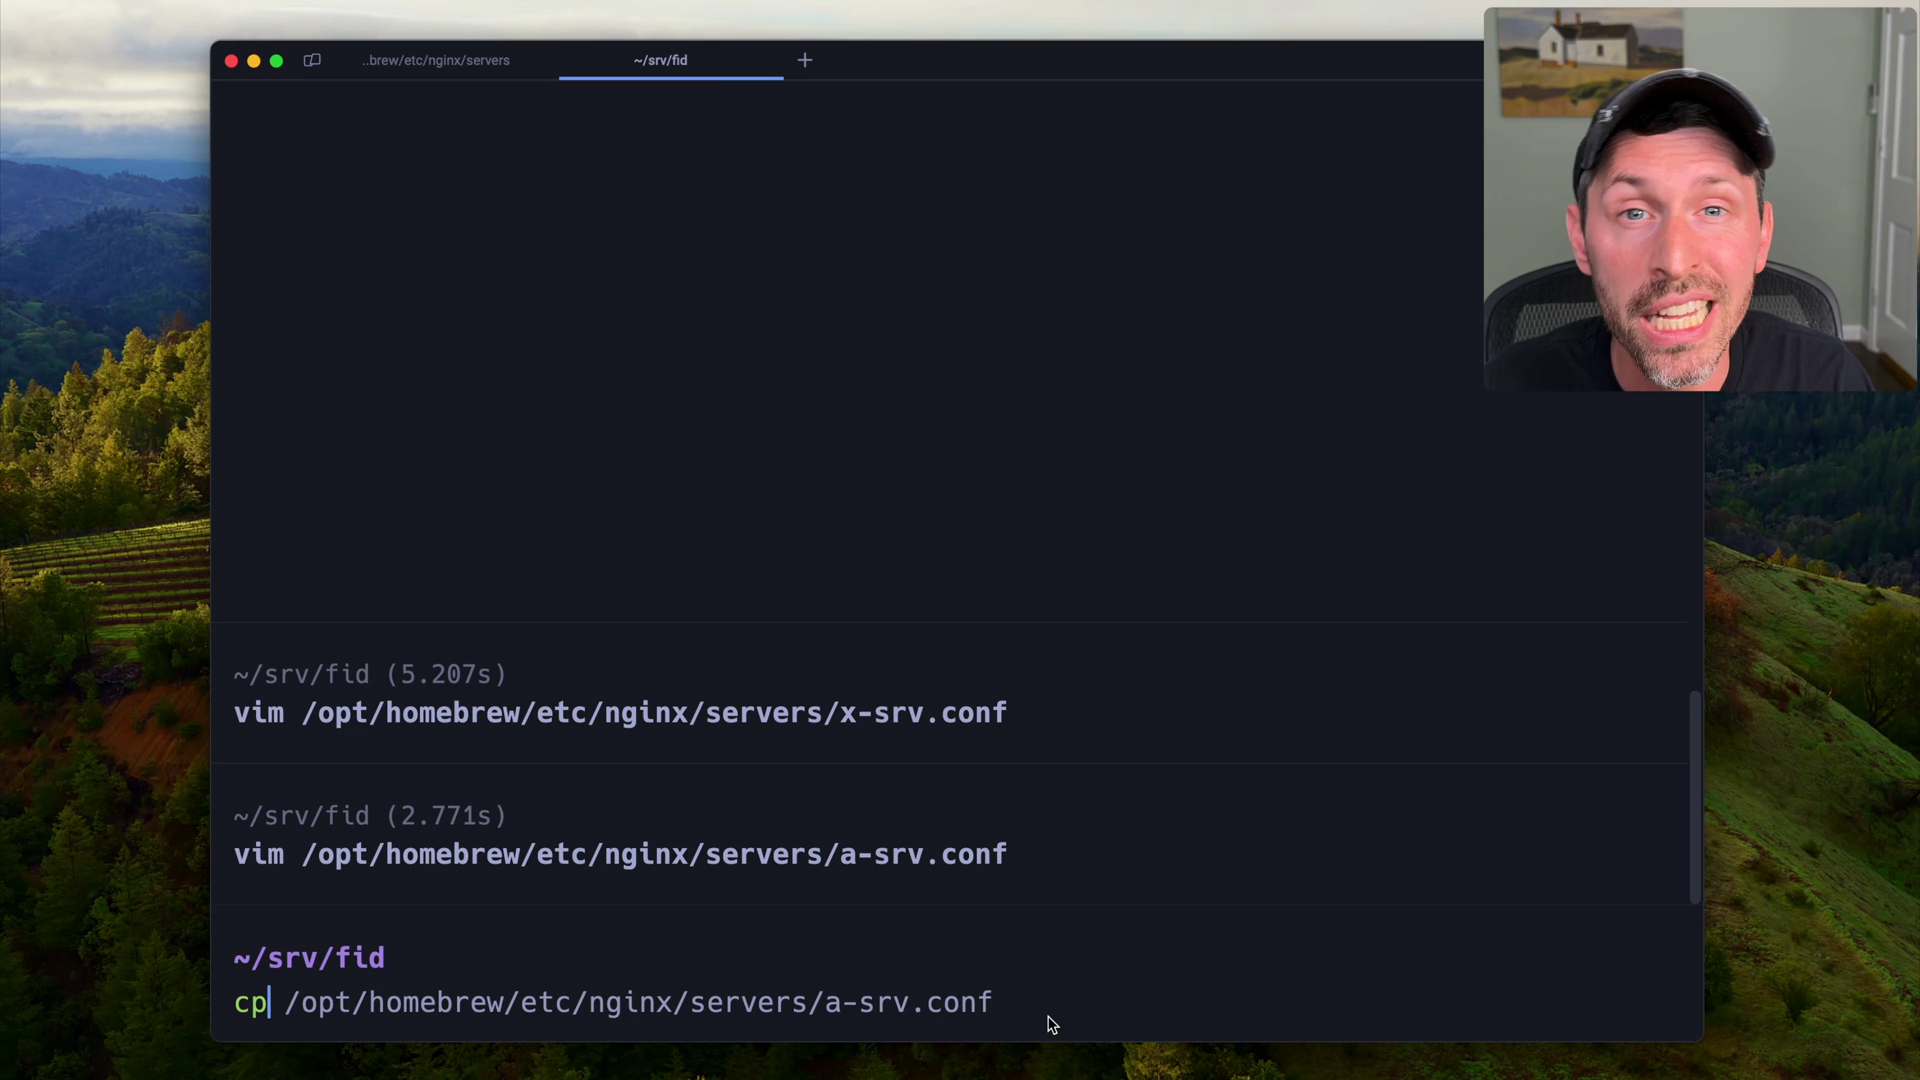 ..brew/etc/nginx/servers
~/srv/fid
~/srv/fid (5.207s)
vim /opt/homebrew/etc/nginx/servers/x-srv.conf
~/srv/fid (2.771s)
vim /opt/homebrew/etc/nginx/servers/a-srv.conf
~/srv/fid
cp /opt/homebrew/etc/nginx/servers/a-srv.conf